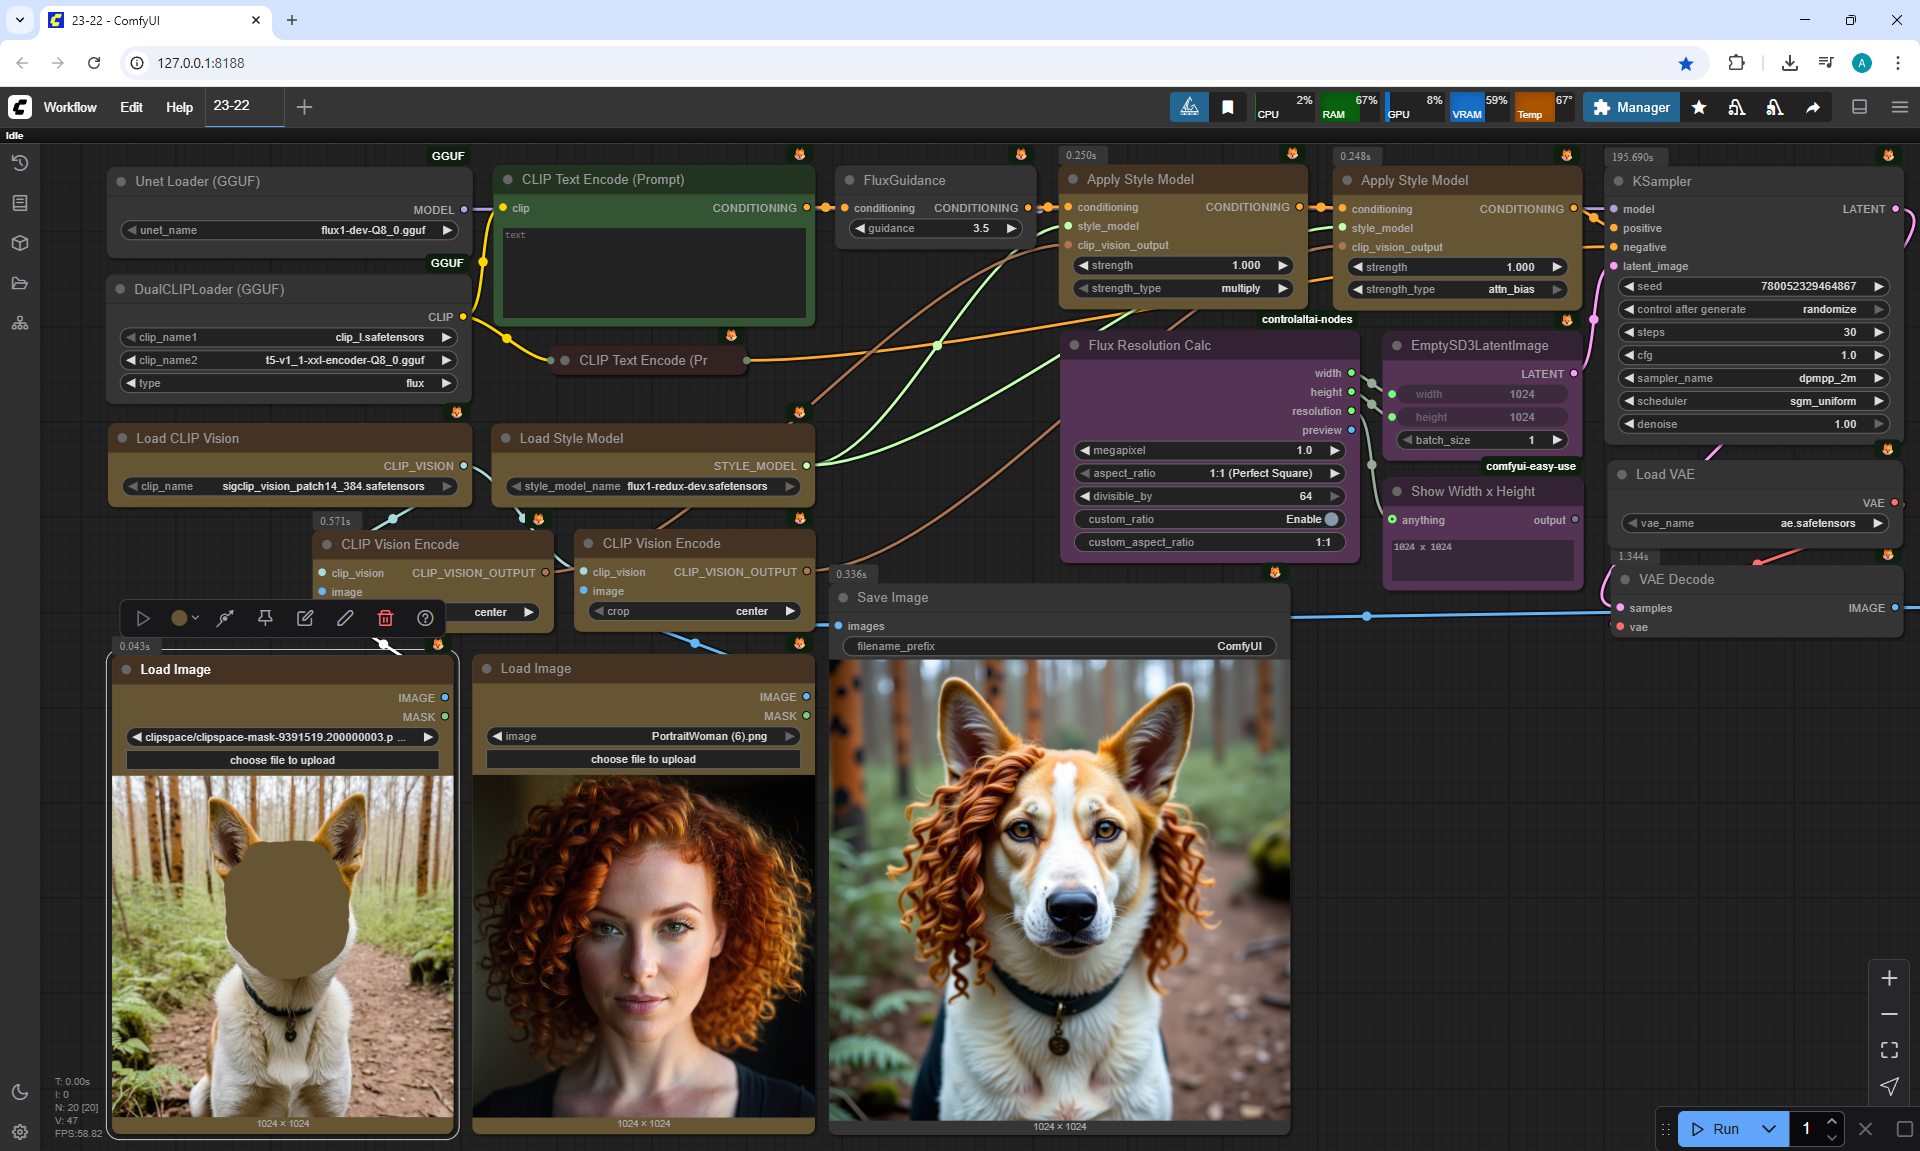 23-22 - ComfyUI
127.0.0.1:8188
A
Workflow
Edit
Help
23-22
CPU
2%
RAM
67%
GPU
8%
VRAM
59%
Temp
67°
Manager
Idle
GGUF
Unet Loader (GGUF)
MODEL
unet_name
flux1-dev-Q8_0.gguf
GGUF
DualCLIPLoader (GGUF)
CLIP
clip_name1
clip_l.safetensors
clip_name2
t5-v1_1-xxl-encoder-Q8_0.gguf
type
flux
CLIP Text Encode (Prompt)
clip
CONDITIONING
text
CLIP Text Encode (Pr
FluxGuidance
conditioning
CONDITIONING
guidance
3.5
0.250s
Apply Style Model
conditioning
CONDITIONING
style_model
clip_vision_output
strength
1.000
strength_type
multiply
0.248s
Apply Style Model
conditioning
CONDITIONING
style_model
clip_vision_output
strength
1.000
strength_type
attn_bias
195.690s
KSampler
model
LATENT
positive
negative
latent_image
seed
780052329464867
control after generate
randomize
steps
30
cfg
1.0
sampler_name
dpmpp_2m
scheduler
sgm_uniform
denoise
1.00
controlaltai-nodes
Flux Resolution Calc
width
height
resolution
preview
megapixel
1.0
aspect_ratio
1:1 (Perfect Square)
divisible_by
64
custom_ratio
Enable
custom_aspect_ratio
1:1
EmptySD3LatentImage
LATENT
width
1024
height
1024
batch_size
1
comfyui-easy-use
Show Width x Height
anything
output
1024 x 1024
Load VAE
VAE
vae_name
ae.safetensors
1.344s
VAE Decode
samples
IMAGE
vae
Load CLIP Vision
CLIP_VISION
clip_name
sigclip_vision_patch14_384.safetensors
Load Style Model
STYLE_MODEL
style_model_name
flux1-redux-dev.safetensors
0.571s
CLIP Vision Encode
clip_vision
CLIP_VISION_OUTPUT
image
center
CLIP Vision Encode
clip_vision
CLIP_VISION_OUTPUT
image
crop
center
0.336s
Save Image
images
filename_prefix
ComfyUI
1024 × 1024
0.043s
Load Image
IMAGE
MASK
clipspace/clipspace-mask-9391519.200000003.p ...
choose file to upload
1024 × 1024
Load Image
IMAGE
MASK
image
PortraitWoman (6).png
choose file to upload
1024 × 1024
T: 0.00s
I: 0
N: 20 [20]
V: 47
FPS:58.82
Run
1